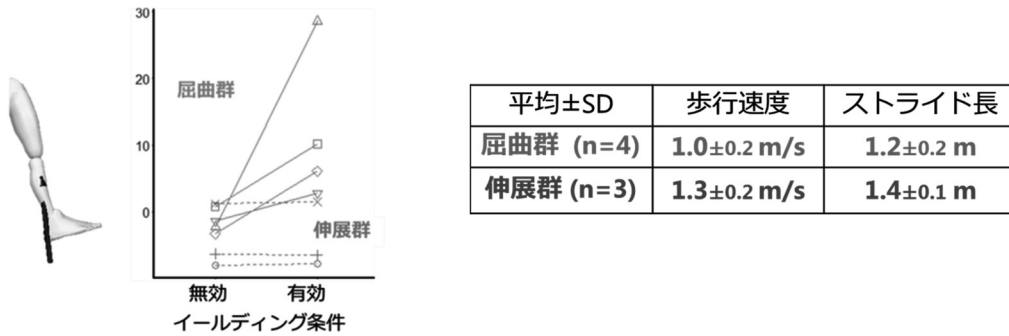 30
20
10
0
屈曲群
伸展群
無効 有効
イールディング条件
平均±SD 歩行速度 ストライド長
屈曲群 (n=4) 1.0±0.2 m/s 1.2±0.2 m
伸展群 (n=3) 1.3±0.2 m/s 1.4±0.1 m